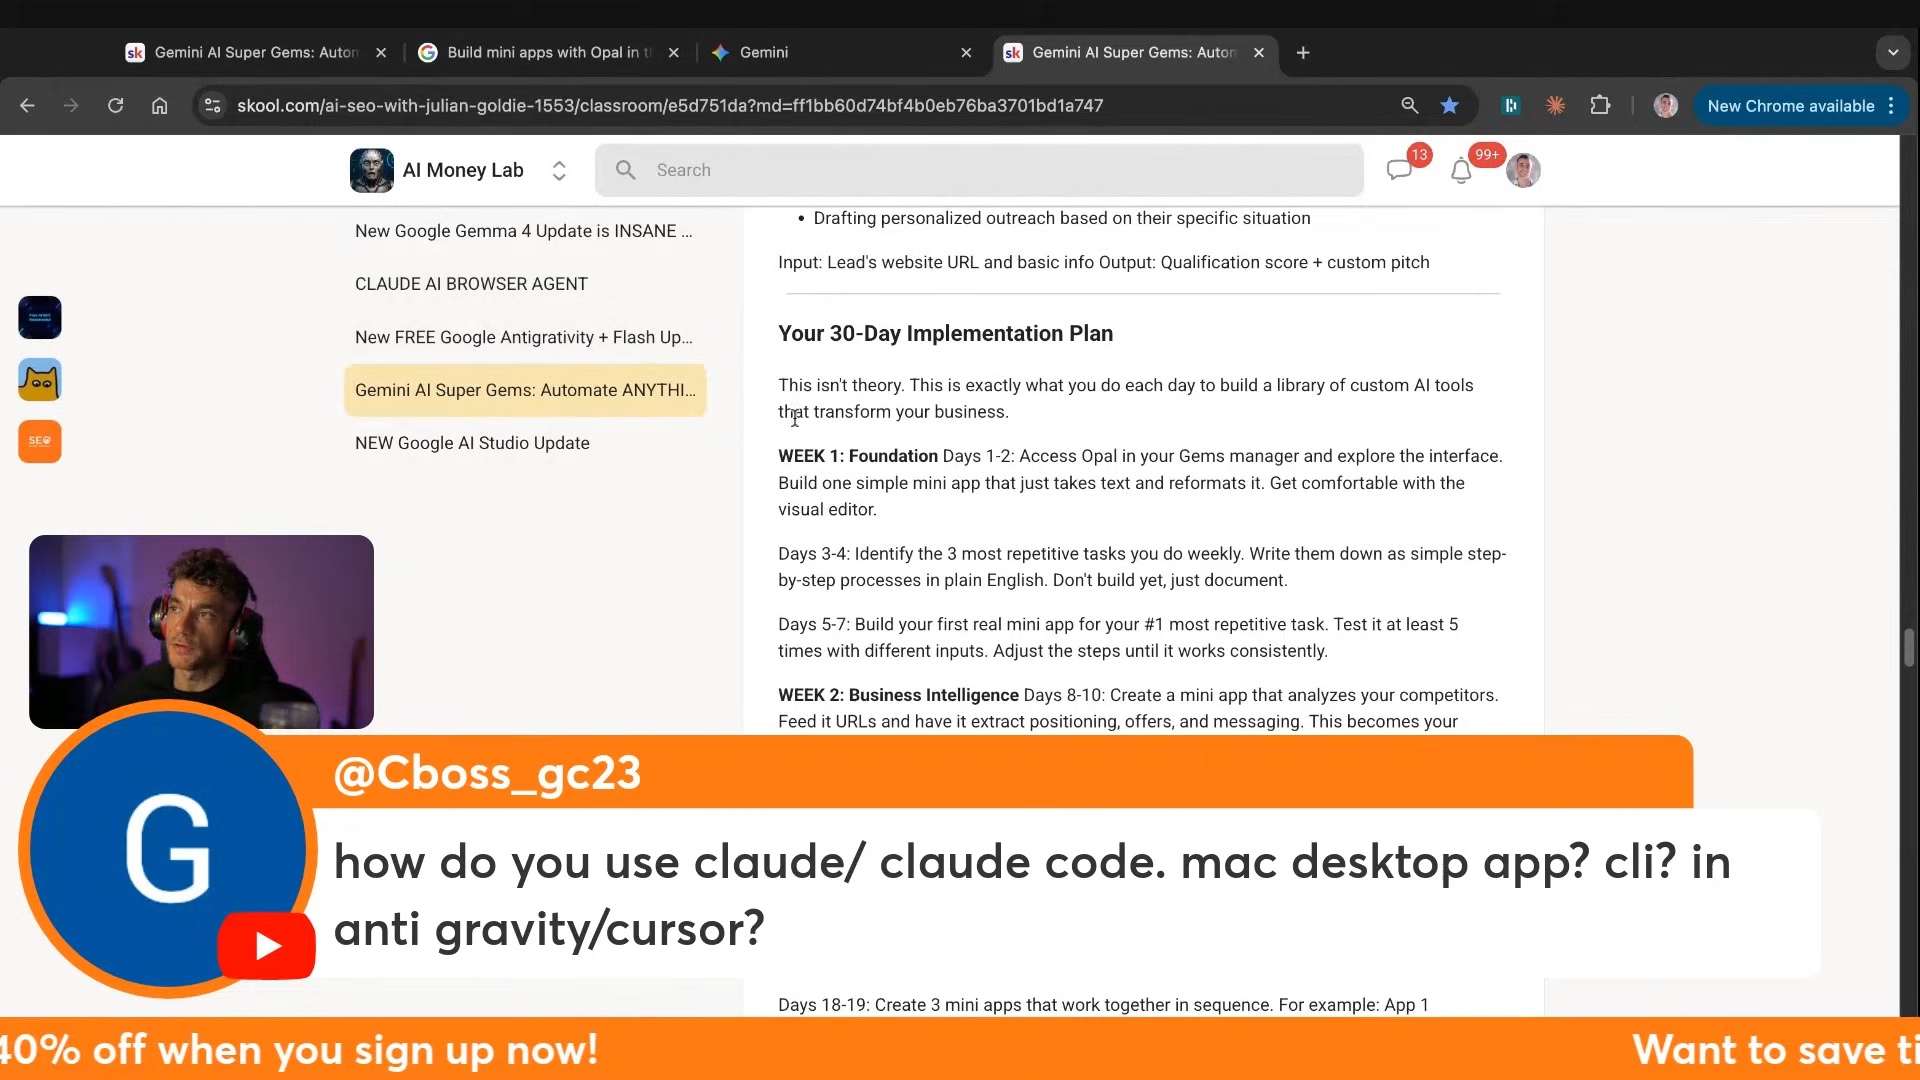 Gemini AI Super Gems: Autom
Build mini apps with Opal in t
Gemini
Gemini AI Super Gems: Autom
skool.com/ai-seo-with-julian-goldie-1553/classroom/e5d751da?md=ff1bb60d74bf4b0eb76ba3701bd1a747
New Chrome available
AI Money Lab
Search
13
99+
New Google Gemma 4 Update is INSANE ...
CLAUDE AI BROWSER AGENT
New FREE Google Antigrativity + Flash Up...
Gemini AI Super Gems: Automate ANYTHI...
NEW Google AI Studio Update
SEO
• Drafting personalized outreach based on their specific situation
Input: Lead's website URL and basic info Output: Qualification score + custom pitch
Your 30-Day Implementation Plan
This isn't theory. This is exactly what you do each day to build a library of custom AI tools
that transform your business.
WEEK 1: Foundation Days 1-2: Access Opal in your Gems manager and explore the interface.
Build one simple mini app that just takes text and reformats it. Get comfortable with the
visual editor.
Days 3-4: Identify the 3 most repetitive tasks you do weekly. Write them down as simple step-
by-step processes in plain English. Don't build yet, just document.
Days 5-7: Build your first real mini app for your #1 most repetitive task. Test it at least 5
times with different inputs. Adjust the steps until it works consistently.
WEEK 2: Business Intelligence Days 8-10: Create a mini app that analyzes your competitors.
Feed it URLs and have it extract positioning, offers, and messaging. This becomes your
G
@Cboss_gc23
how do you use claude/ claude code. mac desktop app? cli? in
anti gravity/cursor?
Days 18-19: Create 3 mini apps that work together in sequence. For example: App 1
40% off when you sign up now!
Want to save ti